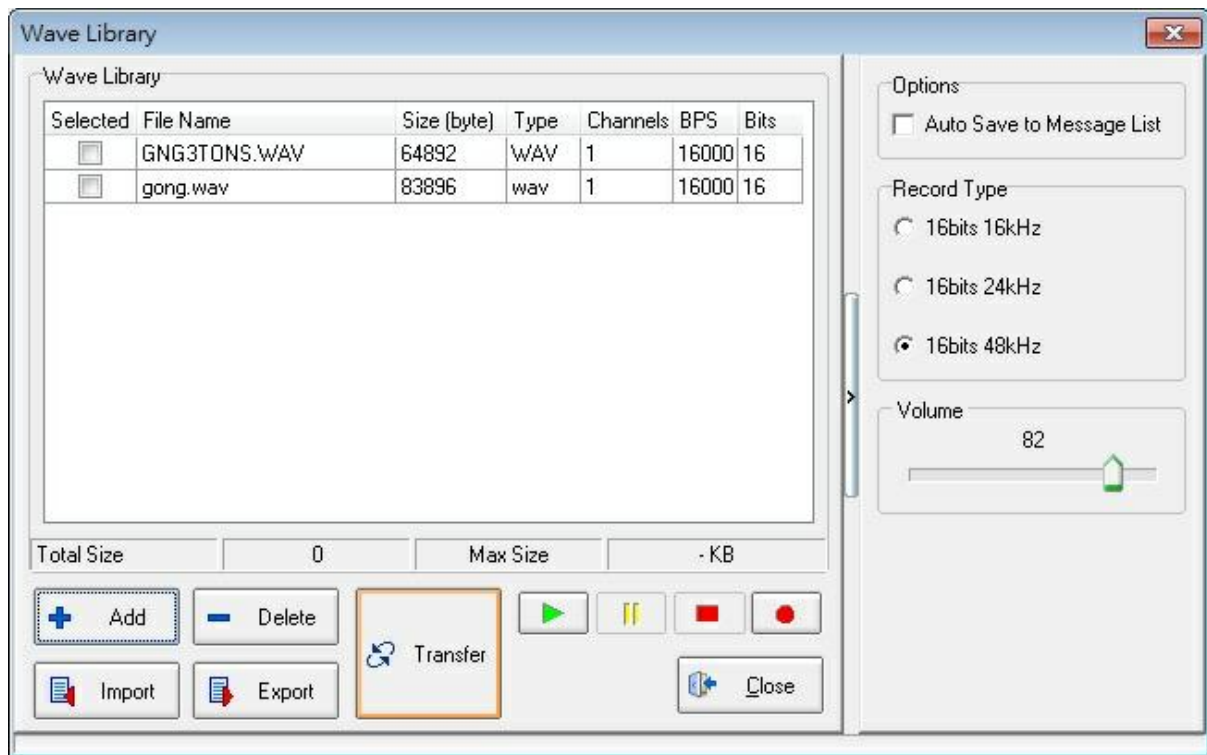 Wave Library
Wave Library
Selected File Name Size (byte) Type Channels BPS Bits
GNG3TONS.WAV 64892 WAV 1 16000 16
gong.wav 83896 wav 1 16000 16
Total Size 0 Max Size - KB
Add Delete Transfer
Import Export Close
Options
Auto Save to Message List
Record Type
16bits 16kHz
16bits 24kHz
16bits 48kHz
Volume
82